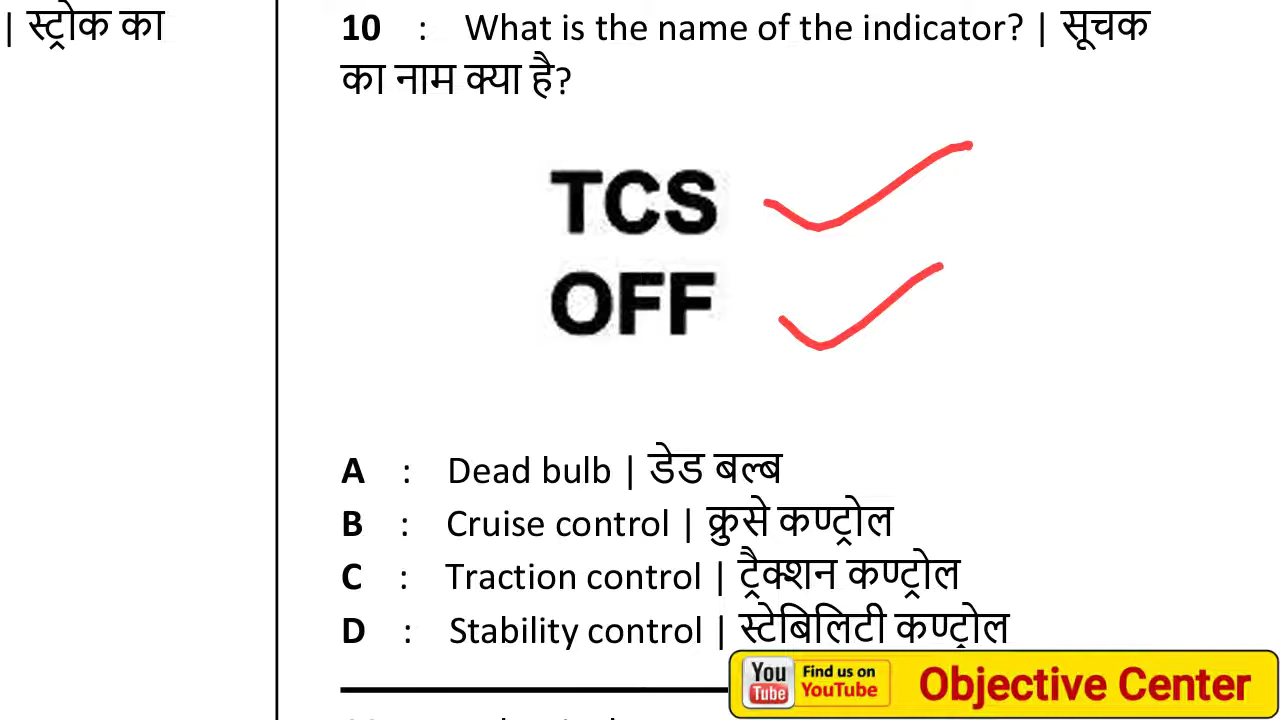 | स्ट्रोक का
10 : What is the name of the indicator? | सूचक
का नाम क्या है?
TCS
OFF
A : Dead bulb | डेड बल्ब
B : Cruise control | क्रुसे कण्ट्रोल
C : Traction control | ट्रैक्शन कण्ट्रोल
D : Stability control | स्टेबिलिटी कण्ट्रोल
You Tube Find us on YouTube Objective Center